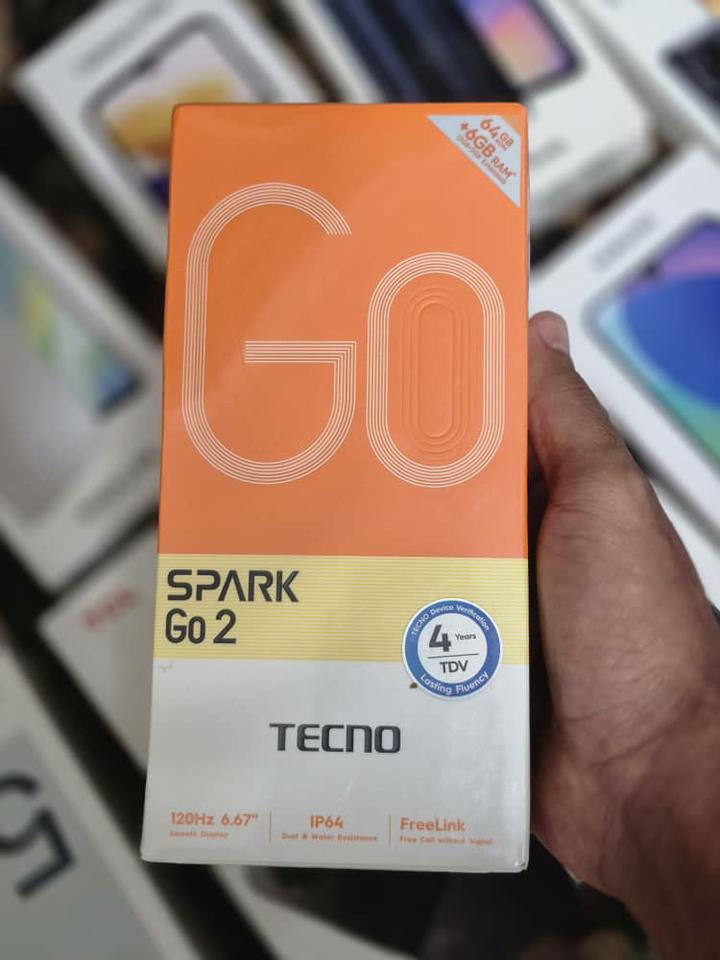 64GB ROM
+6GB RAM*
Go
SPARK
Go 2
TECNO Device Verification
4 Years
TDV
Lasting Fluency
TECNO
120Hz 6.67"
Smooth Display
IP64
Dust & Water Resistance
FreeLink
Free Call without Signal